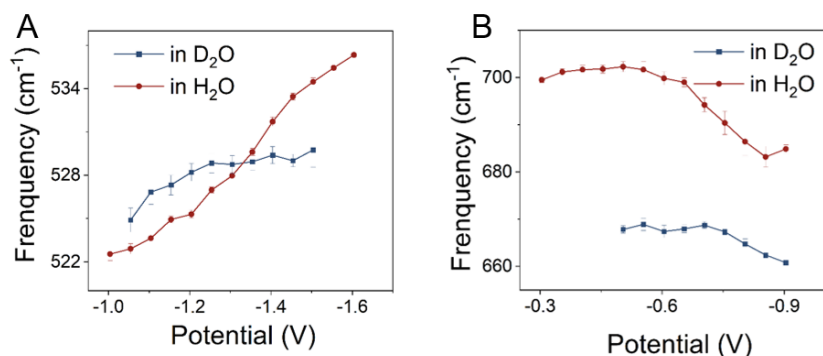 A
in D₂O
in H₂O
Frenquency (cm⁻¹)
534
528
522
-1.0
-1.2
-1.4
-1.6
Potential (V)
B
in D₂O
in H₂O
Frenquency (cm⁻¹)
700
680
660
-0.3
-0.6
-0.9
Potential (V)